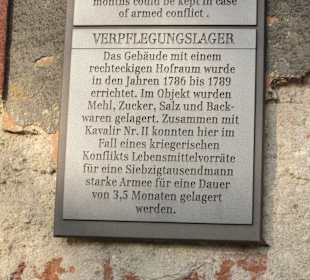 months could be kept in case
of armed conflict .
VERPFLEGUNGSLAGER
Das Gebäude mit einem
rechteckigen Hofraum wurde
in den Jahren 1786 bis 1789
errichtet. Im Objekt wurden
Mehl, Zucker, Salz und Back-
waren gelagert. Zusammen mit
Kavalir Nr. II konnten hier im
Fall eines kriegerischen
Konflikts Lebensmittelvorräte
für eine Siebzigtausendmann
starke Armee für eine Dauer
von 3,5 Monaten gelagert
werden.